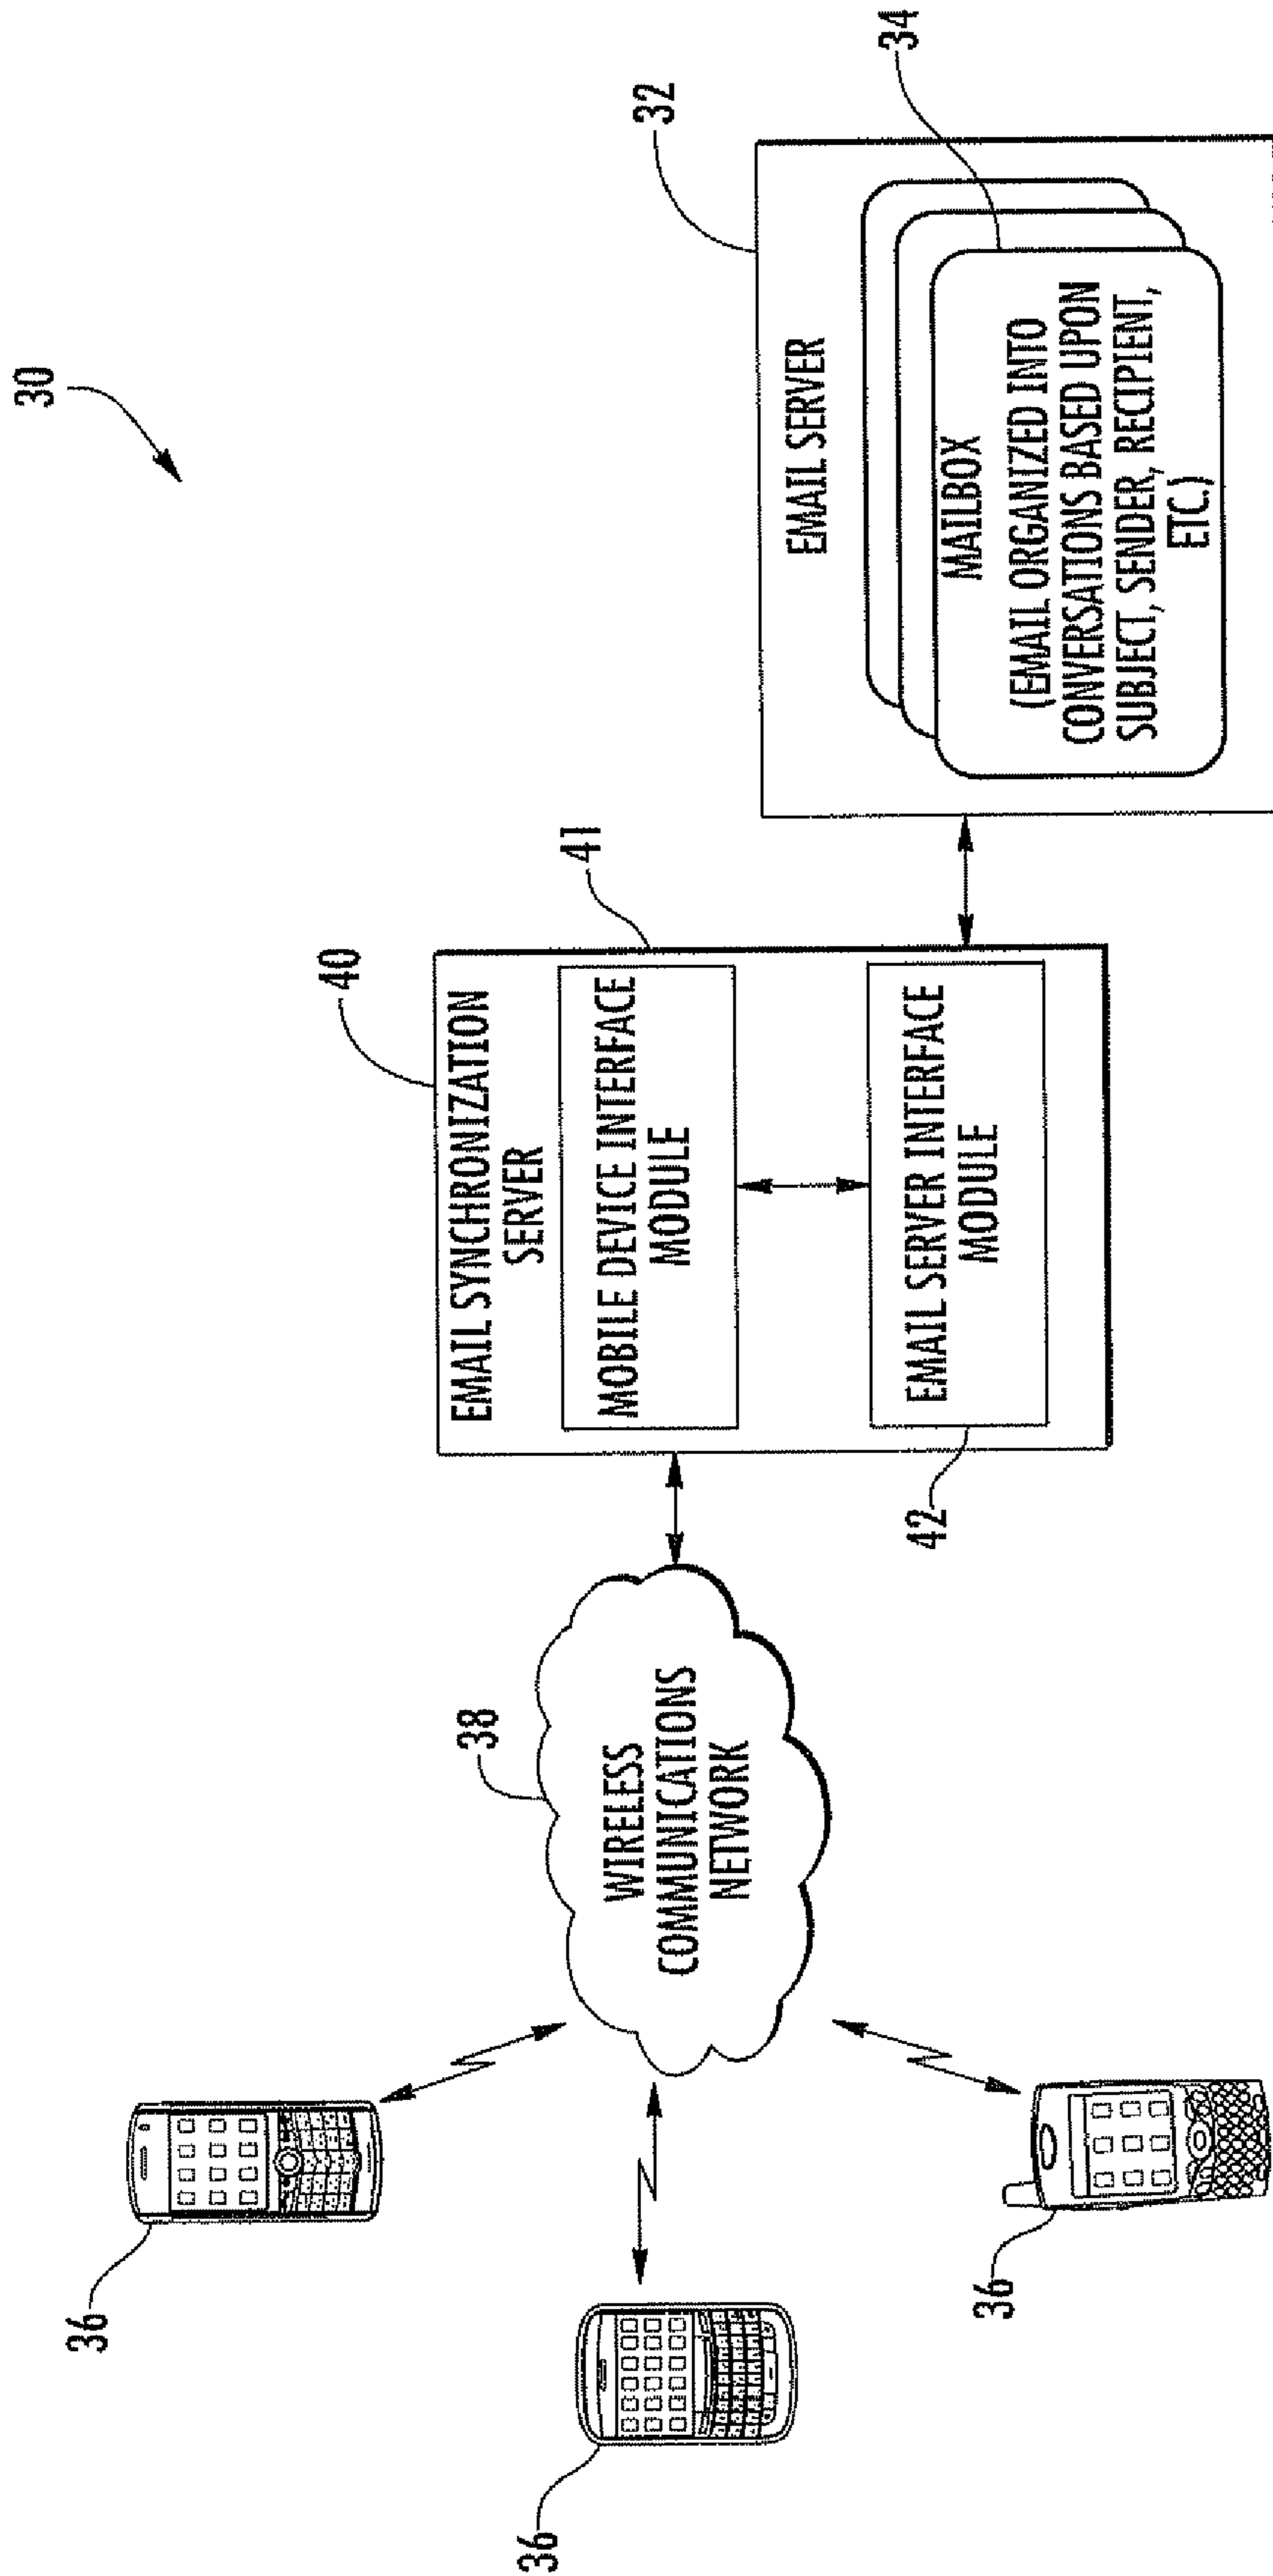 30
36
36
36
38
WIRELESS
COMMUNICATIONS
NETWORK
40
EMAIL SYNCHRONIZATION
SERVER
41
MOBILE DEVICE INTERFACE
MODULE
42
EMAIL SERVER INTERFACE
MODULE
32
EMAIL SERVER
34
MAILBOX
(EMAIL ORGANIZED INTO
CONVERSATIONS BASED UPON
SUBJECT, SENDER, RECIPIENT,
ETC.)